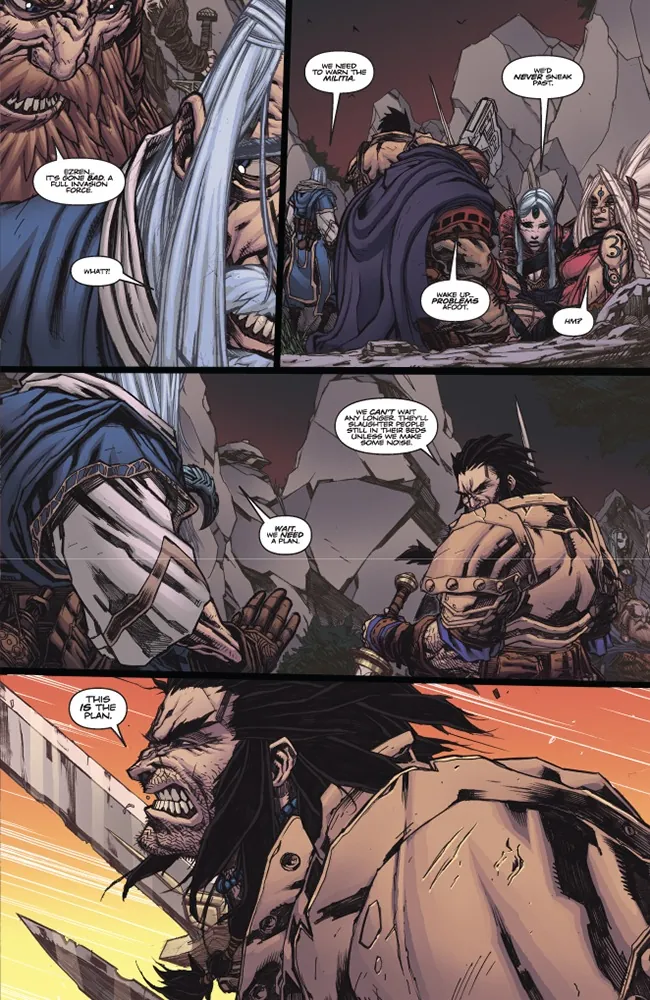 EZREN...
IT'S GONE BAD. A
FULL INVASION
FORCE.
WHAT?!
WE NEED
TO WARN THE
MILITIA.
WE'D
NEVER SNEAK
PAST.
WAKE UP...
PROBLEMS
AFOOT.
HM?
WE CAN'T WAIT
ANY LONGER. THEY'LL
SLAUGHTER PEOPLE
STILL IN THEIR BEDS
UNLESS WE MAKE
SOME NOISE.
WAIT.
WE NEED
A PLAN.
THIS
IS THE
PLAN.